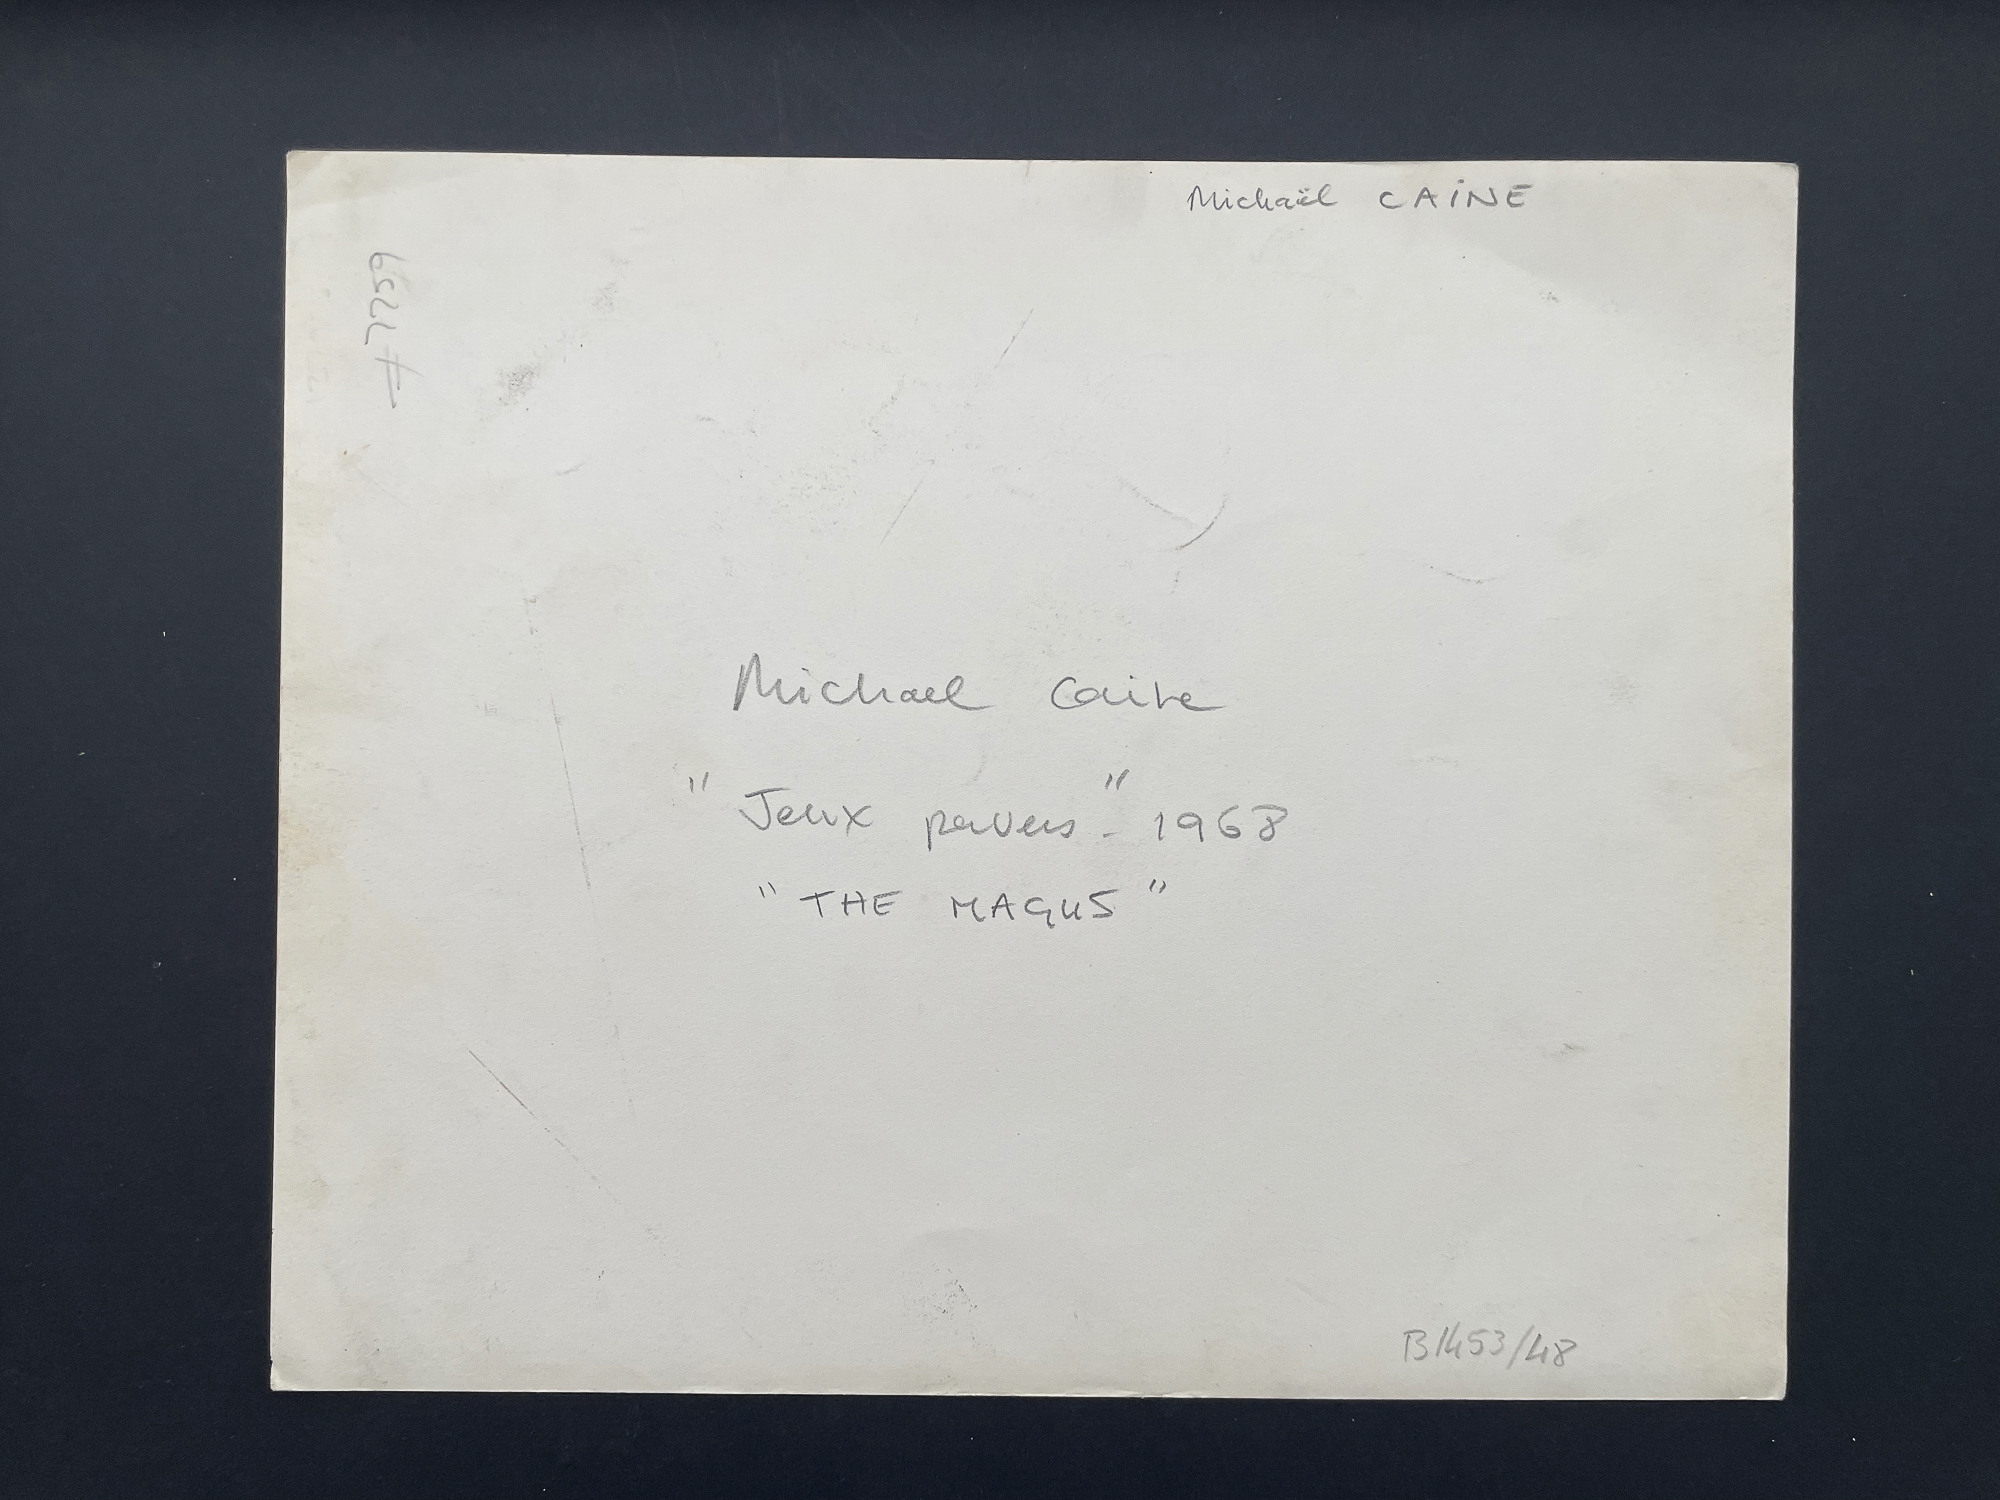 Michaël CAINE
#7259
Michael Caine
"Jeux pervers" - 1968
"THE MAGUS"
B1453/48